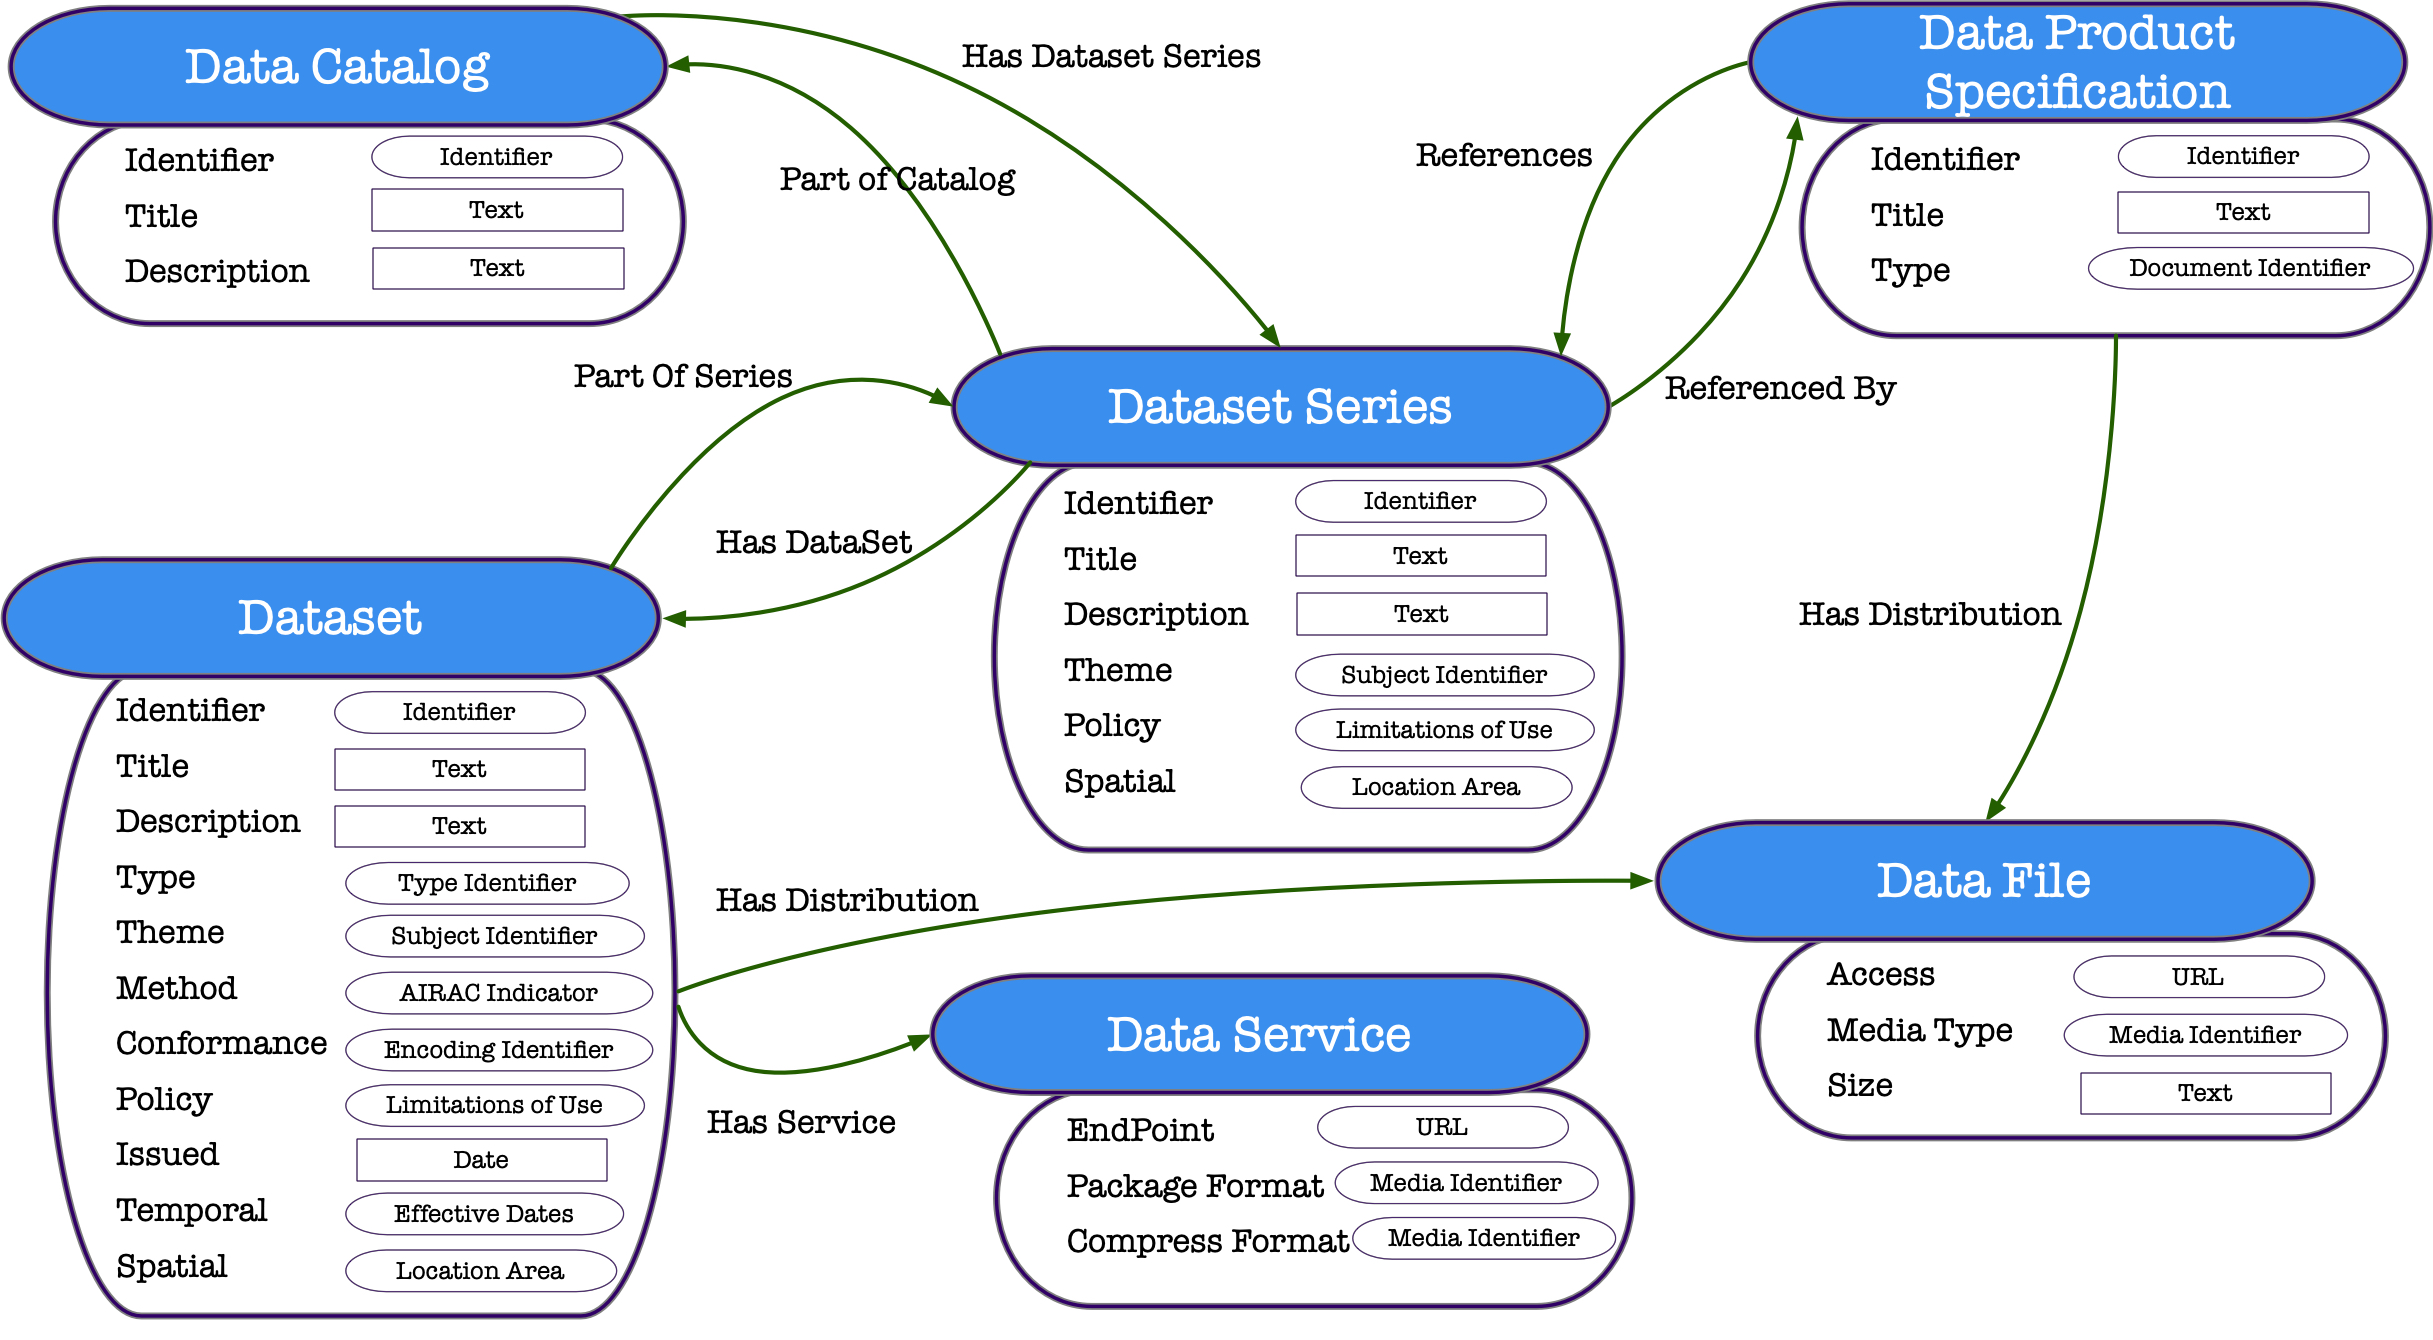 Data Catalog
Identifier Identifier
Title Text
Description Text
Has Dataset Series
Part of Catalog
Data Product
Specification
Identifier Identifier
Title Text
Type Document Identifier
References
Referenced By
Part Of Series
Has DataSet
Dataset Series
Identifier Identifier
Title Text
Description Text
Theme Subject Identifier
Policy Limitations of Use
Spatial Location Area
Has Distribution
Dataset
Identifier Identifier
Title Text
Description Text
Type Type Identifier
Theme Subject Identifier
Method AIRAC Indicator
Conformance Encoding Identifier
Policy Limitations of Use
Issued Date
Temporal Effective Dates
Spatial Location Area
Has Distribution
Has Service
Data File
Access URL
Media Type Media Identifier
Size Text
Data Service
EndPoint URL
Package Format Media Identifier
Compress Format Media Identifier